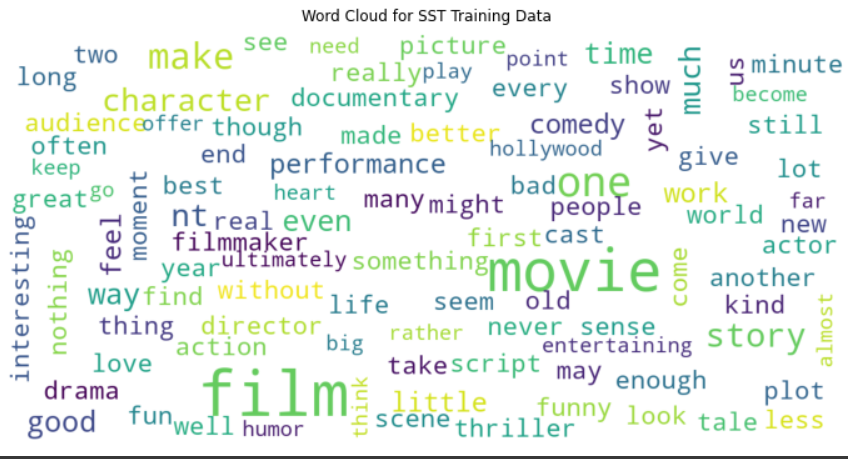 Word Cloud for SST Training Data
two make see need picture point time much us minute
long really play every show become
character documentary
audience offer though made better comedy yet still
often end hollywood give
keep performance lot
great go moment best heart many might bad one people work far
world new
interesting feel nt real even first cast actor
filmmaker
nothing year ultimately something movie come another
way find without life seem old kind almost
thing director rather never sense story
action big entertaining
love take script may enough
drama plot
film think little funny
good fun well humor scene thriller look tale less